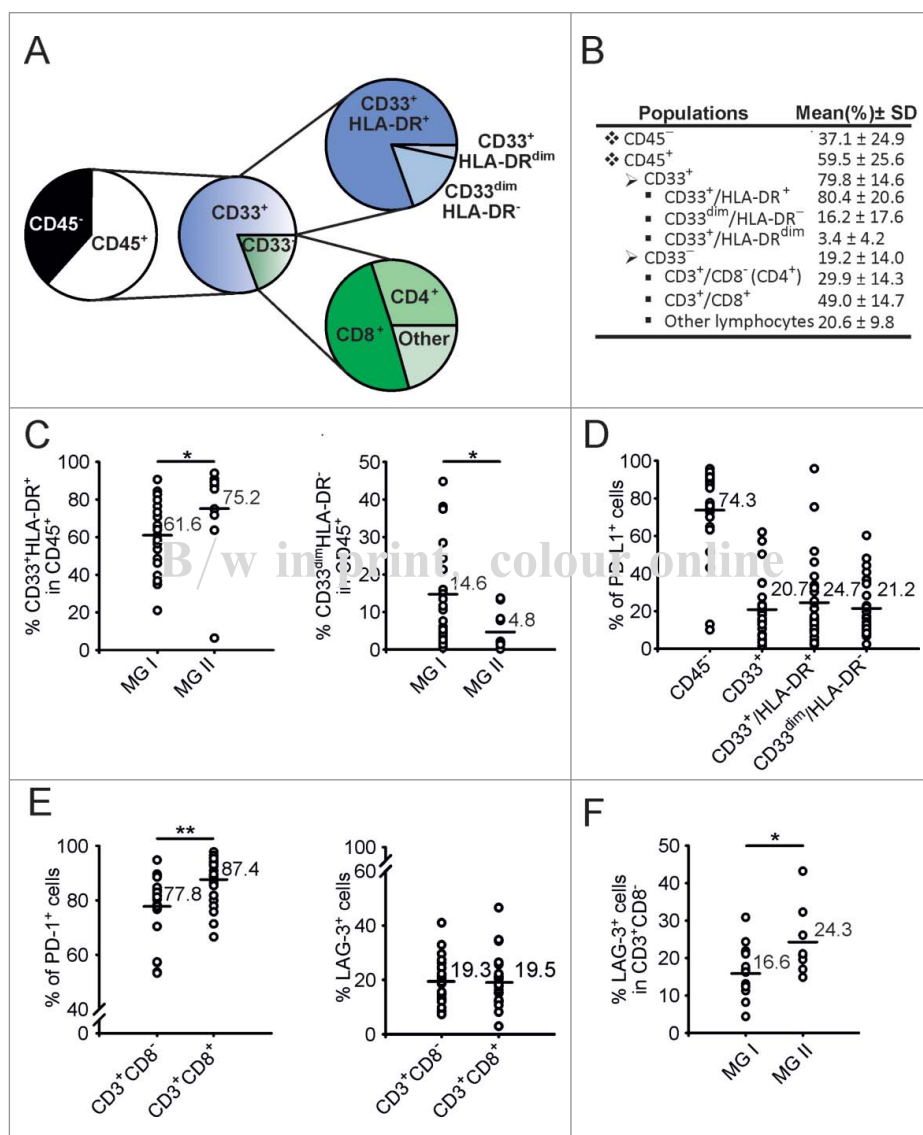 A
CD45-
CD45+
CD33+
CD33-
CD33+
HLA-DR+
CD33+
HLA-DRdim
CD33dim
HLA-DR-
CD4+
CD8+
Other
B
Populations Mean(%)± SD
❖ CD45− 37.1 ± 24.9
❖ CD45+ 59.5 ± 25.6
➢ CD33+ 79.8 ± 14.6
▪ CD33+/HLA-DR+ 80.4 ± 20.6
▪ CD33dim/HLA-DR− 16.2 ± 17.6
▪ CD33+/HLA-DRdim 3.4 ± 4.2
➢ CD33− 19.2 ± 14.0
▪ CD3+/CD8- (CD4+) 29.9 ± 14.3
▪ CD3+/CD8+ 49.0 ± 14.7
▪ Other lymphocytes 20.6 ± 9.8
C
% CD33+HLA-DR+
in CD45+
100
80
60
40
20
0
*
61.6
75.2
MG I
MG II
% CD33dimHLA-DR-
in CD45+
50
40
30
20
10
0
*
14.6
4.8
MG I
MG II
D
% of PD-L1+ cells
100
80
60
40
20
0
74.3
20.7
24.7
21.2
CD45-
CD33+
CD33+/HLA-DR+
CD33dim/HLA-DR-
B/w in print, colour online
E
% of PD-1+ cells
100
80
60
40
0
**
77.8
87.4
CD3+CD8-
CD3+CD8+
% LAG-3+ cells
100
60
40
20
0
19.3
19.5
CD3+CD8-
CD3+CD8+
F
% LAG-3+ cells
in CD3+CD8-
50
40
30
20
10
0
*
16.6
24.3
MG I
MG II